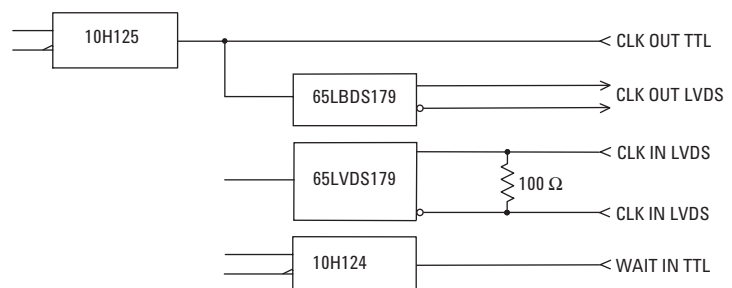 10H125
CLK OUT TTL
65LBDS179
CLK OUT LVDS
65LVDS179
CLK IN LVDS
100 Ω
CLK IN LVDS
10H124
WAIT IN TTL